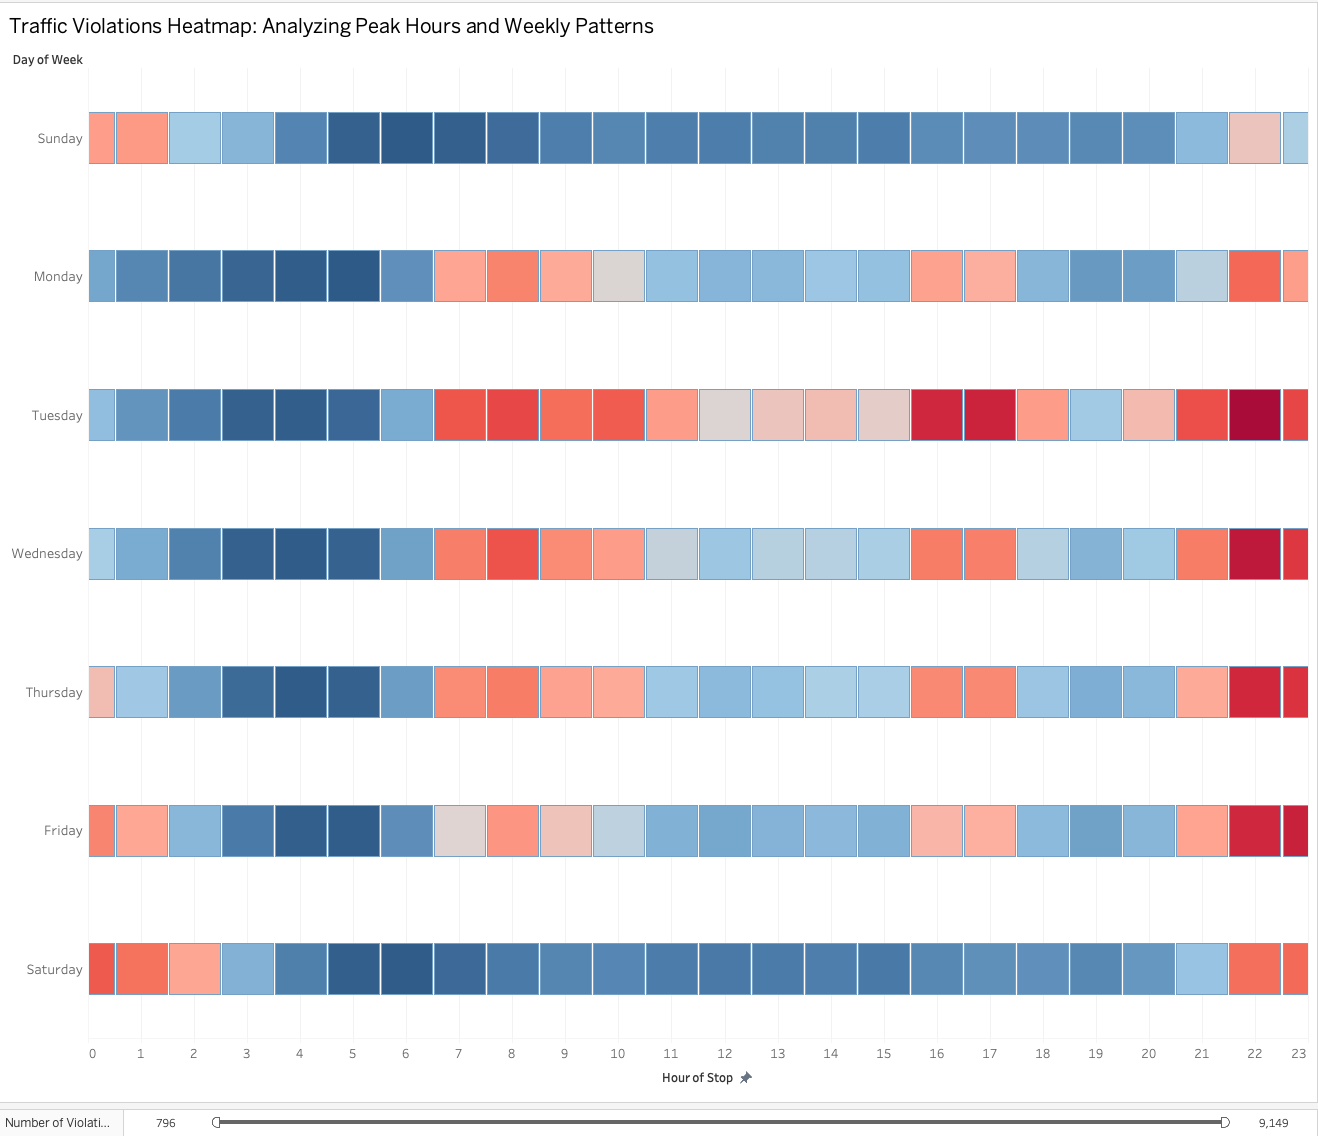 Traffic Violations Heatmap: Analyzing Peak Hours and Weekly Patterns
Day of Week
Sunday
Monday
Tuesday
Wednesday
Thursday
Friday
Saturday
0 1 2 3 4 5 6 7 8 9 10 11 12 13 14 15 16 17 18 19 20 21 22 23
Hour of Stop
Number of Violati... 796 9,149